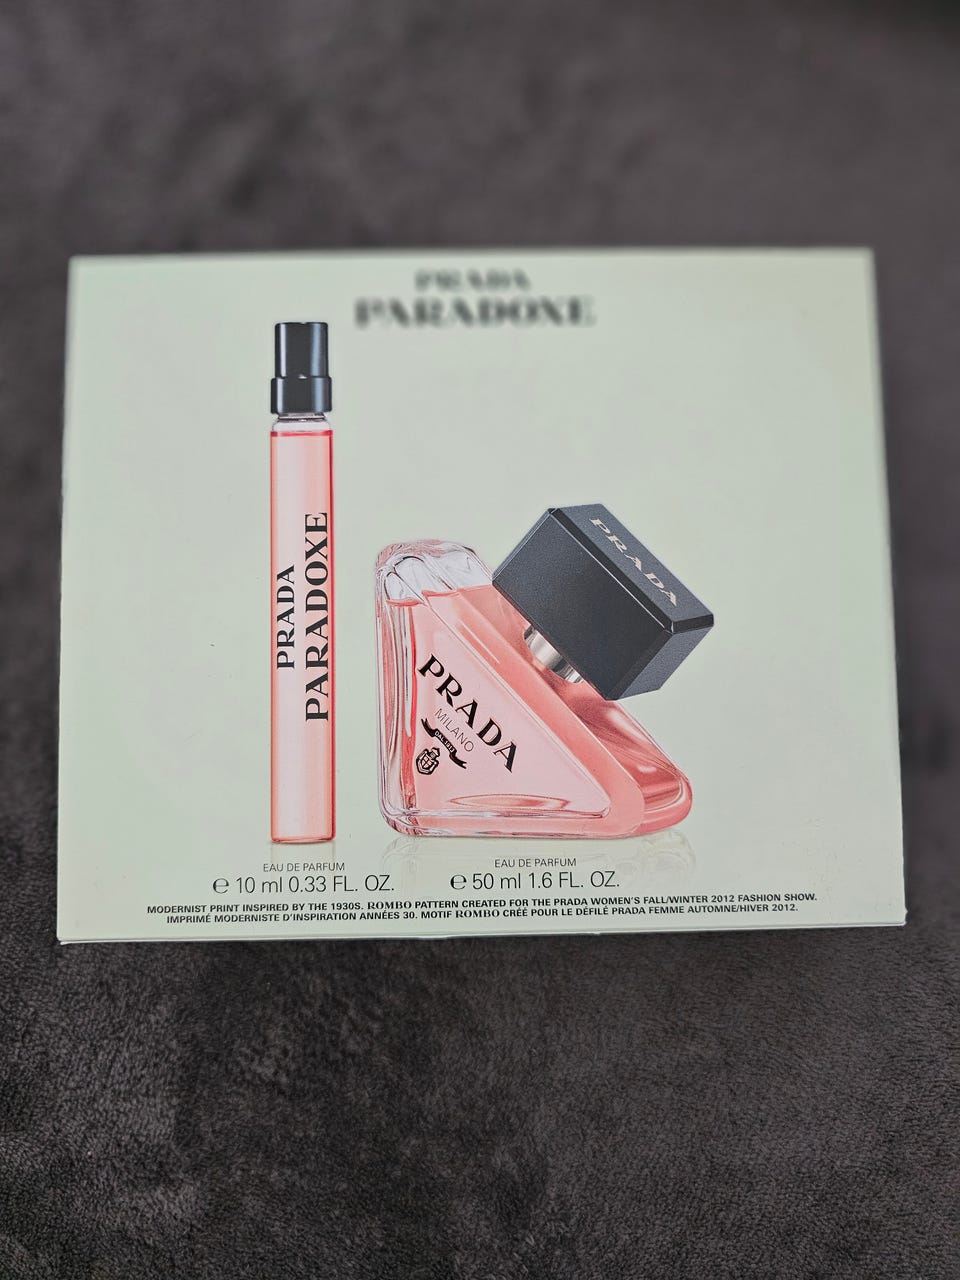 PRADA
PARADOXE
PRADA
PARADOXE
PRADA
PRADA
MILANO
DAL 1913
EAU DE PARFUM
℮ 10 ml 0.33 FL. OZ.
EAU DE PARFUM
℮ 50 ml 1.6 FL. OZ.
MODERNIST PRINT INSPIRED BY THE 1930S. ROMBO PATTERN CREATED FOR THE PRADA WOMEN'S FALL/WINTER 2012 FASHION SHOW.
IMPRIMÉ MODERNISTE D'INSPIRATION ANNÉES 30. MOTIF ROMBO CRÉÉ POUR LE DÉFILÉ PRADA FEMME AUTOMNE/HIVER 2012.